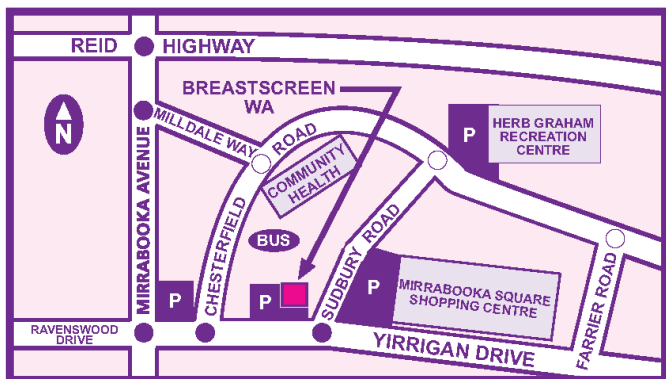 REID HIGHWAY
BREASTSCREEN
WA
N
MIRRABOOKA AVENUE
MILLDALE WAY
ROAD
CHESTERFIELD
COMMUNITY
HEALTH
P
HERB GRAHAM
RECREATION
CENTRE
BUS
SUDBURY ROAD
P
P
P
MIRRABOOKA SQUARE
SHOPPING CENTRE
FARRIER ROAD
RAVENSWOOD
DRIVE
YIRRIGAN DRIVE